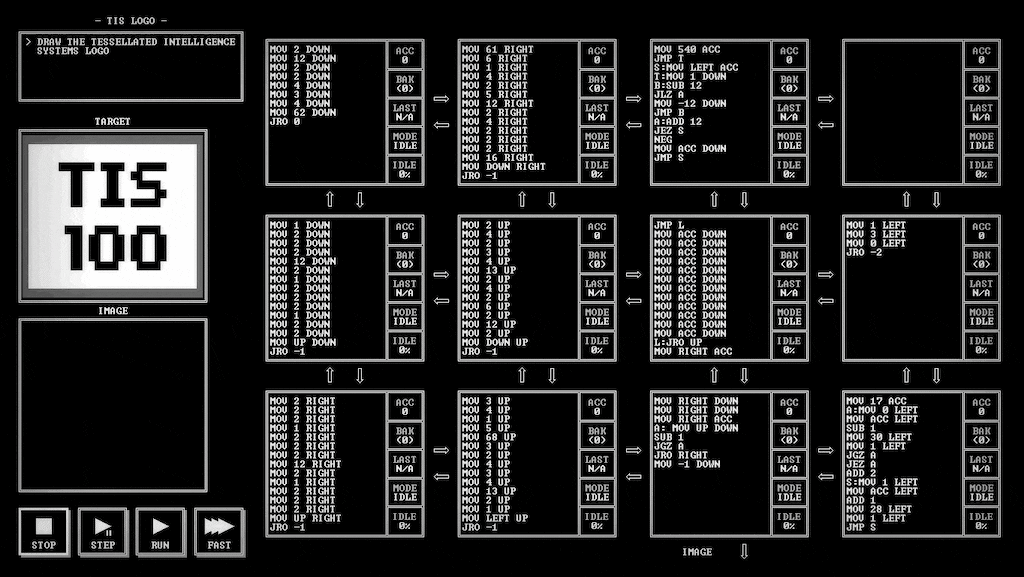 - TIS LOGO -
> DRAW THE TESSELLATED INTELLIGENCE
SYSTEMS LOGO
TARGET
TIS
100
IMAGE
STOP
STEP
RUN
FAST
MOV 2 DOWN
MOV 12 DOWN
MOV 2 DOWN
MOV 2 DOWN
MOV 4 DOWN
MOV 3 DOWN
MOV 4 DOWN
MOV 62 DOWN
JRO 0
ACC
0
BAK
(0)
LAST
N/A
MODE
IDLE
IDLE
0%
MOV 61 RIGHT
MOV 6 RIGHT
MOV 1 RIGHT
MOV 4 RIGHT
MOV 2 RIGHT
MOV 5 RIGHT
MOV 12 RIGHT
MOV 2 RIGHT
MOV 4 RIGHT
MOV 2 RIGHT
MOV 2 RIGHT
MOV 2 RIGHT
MOV 16 RIGHT
MOV DOWN RIGHT
JRO -1
ACC
0
BAK
(0)
LAST
N/A
MODE
IDLE
IDLE
0%
MOV 540 ACC
JMP T
S:MOV LEFT ACC
T:MOV 1 DOWN
B:SUB 12
JLZ A
MOV -12 DOWN
JMP B
A:ADD 12
JEZ S
NEG
MOV ACC DOWN
JMP S
ACC
0
BAK
(0)
LAST
N/A
MODE
IDLE
IDLE
0%
ACC
0
BAK
(0)
LAST
N/A
MODE
IDLE
IDLE
0%
MOV 1 DOWN
MOV 2 DOWN
MOV 2 DOWN
MOV 2 DOWN
MOV 12 DOWN
MOV 2 DOWN
MOV 1 DOWN
MOV 2 DOWN
MOV 2 DOWN
MOV 2 DOWN
MOV 1 DOWN
MOV 2 DOWN
MOV 2 DOWN
MOV UP DOWN
JRO -1
ACC
0
BAK
(0)
LAST
N/A
MODE
IDLE
IDLE
0%
MOV 2 UP
MOV 4 UP
MOV 2 UP
MOV 3 UP
MOV 4 UP
MOV 13 UP
MOV 2 UP
MOV 4 UP
MOV 2 UP
MOV 6 UP
MOV 2 UP
MOV 12 UP
MOV 2 UP
MOV DOWN UP
JRO -1
ACC
0
BAK
(0)
LAST
N/A
MODE
IDLE
IDLE
0%
JMP L
MOV ACC DOWN
MOV ACC DOWN
MOV ACC DOWN
MOV ACC DOWN
MOV ACC DOWN
MOV ACC DOWN
MOV ACC DOWN
MOV ACC DOWN
MOV ACC DOWN
MOV ACC DOWN
MOV ACC DOWN
MOV ACC DOWN
L:JRO UP
MOV RIGHT ACC
ACC
0
BAK
(0)
LAST
N/A
MODE
IDLE
IDLE
0%
MOV 1 LEFT
MOV 3 LEFT
MOV 0 LEFT
JRO -2
ACC
0
BAK
(0)
LAST
N/A
MODE
IDLE
IDLE
0%
MOV 2 RIGHT
MOV 2 RIGHT
MOV 2 RIGHT
MOV 1 RIGHT
MOV 2 RIGHT
MOV 2 RIGHT
MOV 2 RIGHT
MOV 12 RIGHT
MOV 2 RIGHT
MOV 1 RIGHT
MOV 2 RIGHT
MOV 2 RIGHT
MOV 2 RIGHT
MOV UP RIGHT
JRO -1
ACC
0
BAK
(0)
LAST
N/A
MODE
IDLE
IDLE
0%
MOV 3 UP
MOV 4 UP
MOV 1 UP
MOV 5 UP
MOV 68 UP
MOV 3 UP
MOV 2 UP
MOV 4 UP
MOV 3 UP
MOV 4 UP
MOV 13 UP
MOV 2 UP
MOV 1 UP
MOV LEFT UP
JRO -1
ACC
0
BAK
(0)
LAST
N/A
MODE
IDLE
IDLE
0%
MOV RIGHT DOWN
MOV RIGHT DOWN
MOV RIGHT ACC
A: MOV UP DOWN
SUB 1
JGZ A
JRO RIGHT
MOV -1 DOWN
ACC
0
BAK
(0)
LAST
N/A
MODE
IDLE
IDLE
0%
MOV 17 ACC
A:MOV 0 LEFT
MOV ACC LEFT
SUB 1
MOV 30 LEFT
MOV 1 LEFT
JGZ A
JEZ A
ADD 2
S:MOV 1 LEFT
MOV ACC LEFT
ADD 1
MOV 28 LEFT
MOV 1 LEFT
JMP S
ACC
0
BAK
(0)
LAST
N/A
MODE
IDLE
IDLE
0%
IMAGE